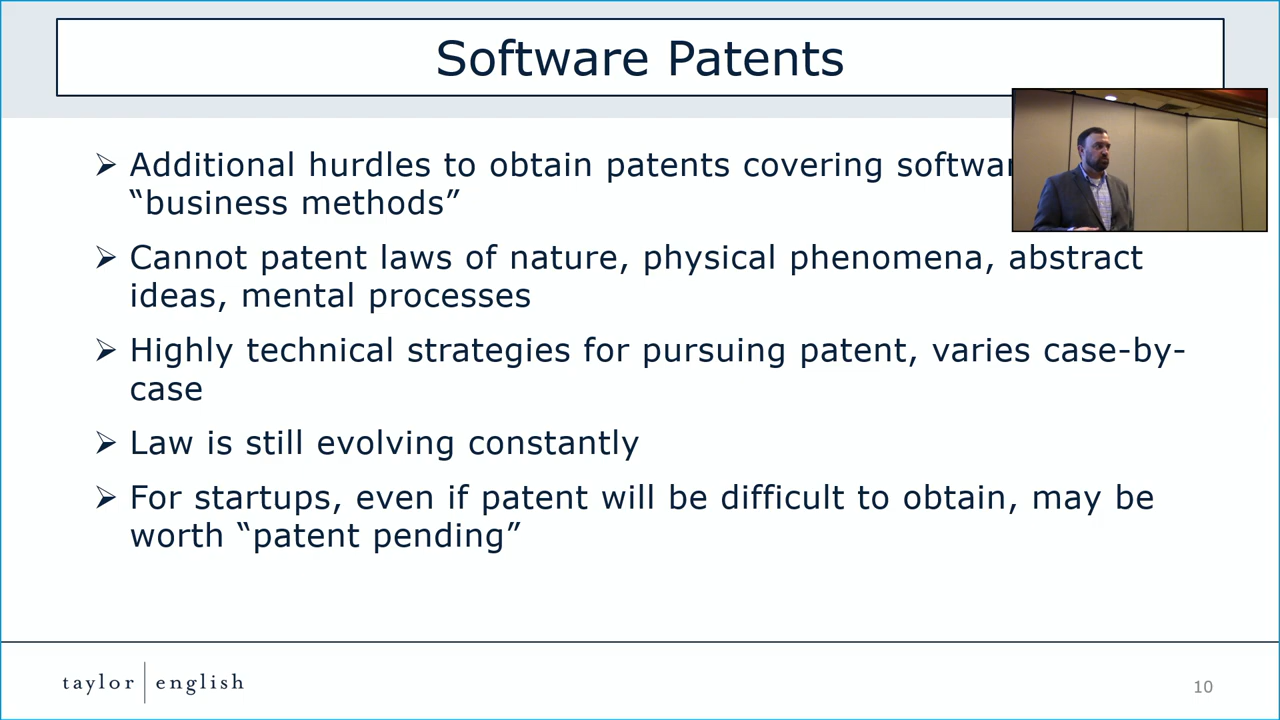 Software Patents
➢ Additional hurdles to obtain patents covering
“business methods”
➢ Cannot patent laws of nature, physical phenomena, abstract
ideas, mental processes
➢ Highly technical strategies for pursuing patent, varies case-by-
case
➢ Law is still evolving constantly
➢ For startups, even if patent will be difficult to obtain, may be
worth “patent pending”
taylor | english
10